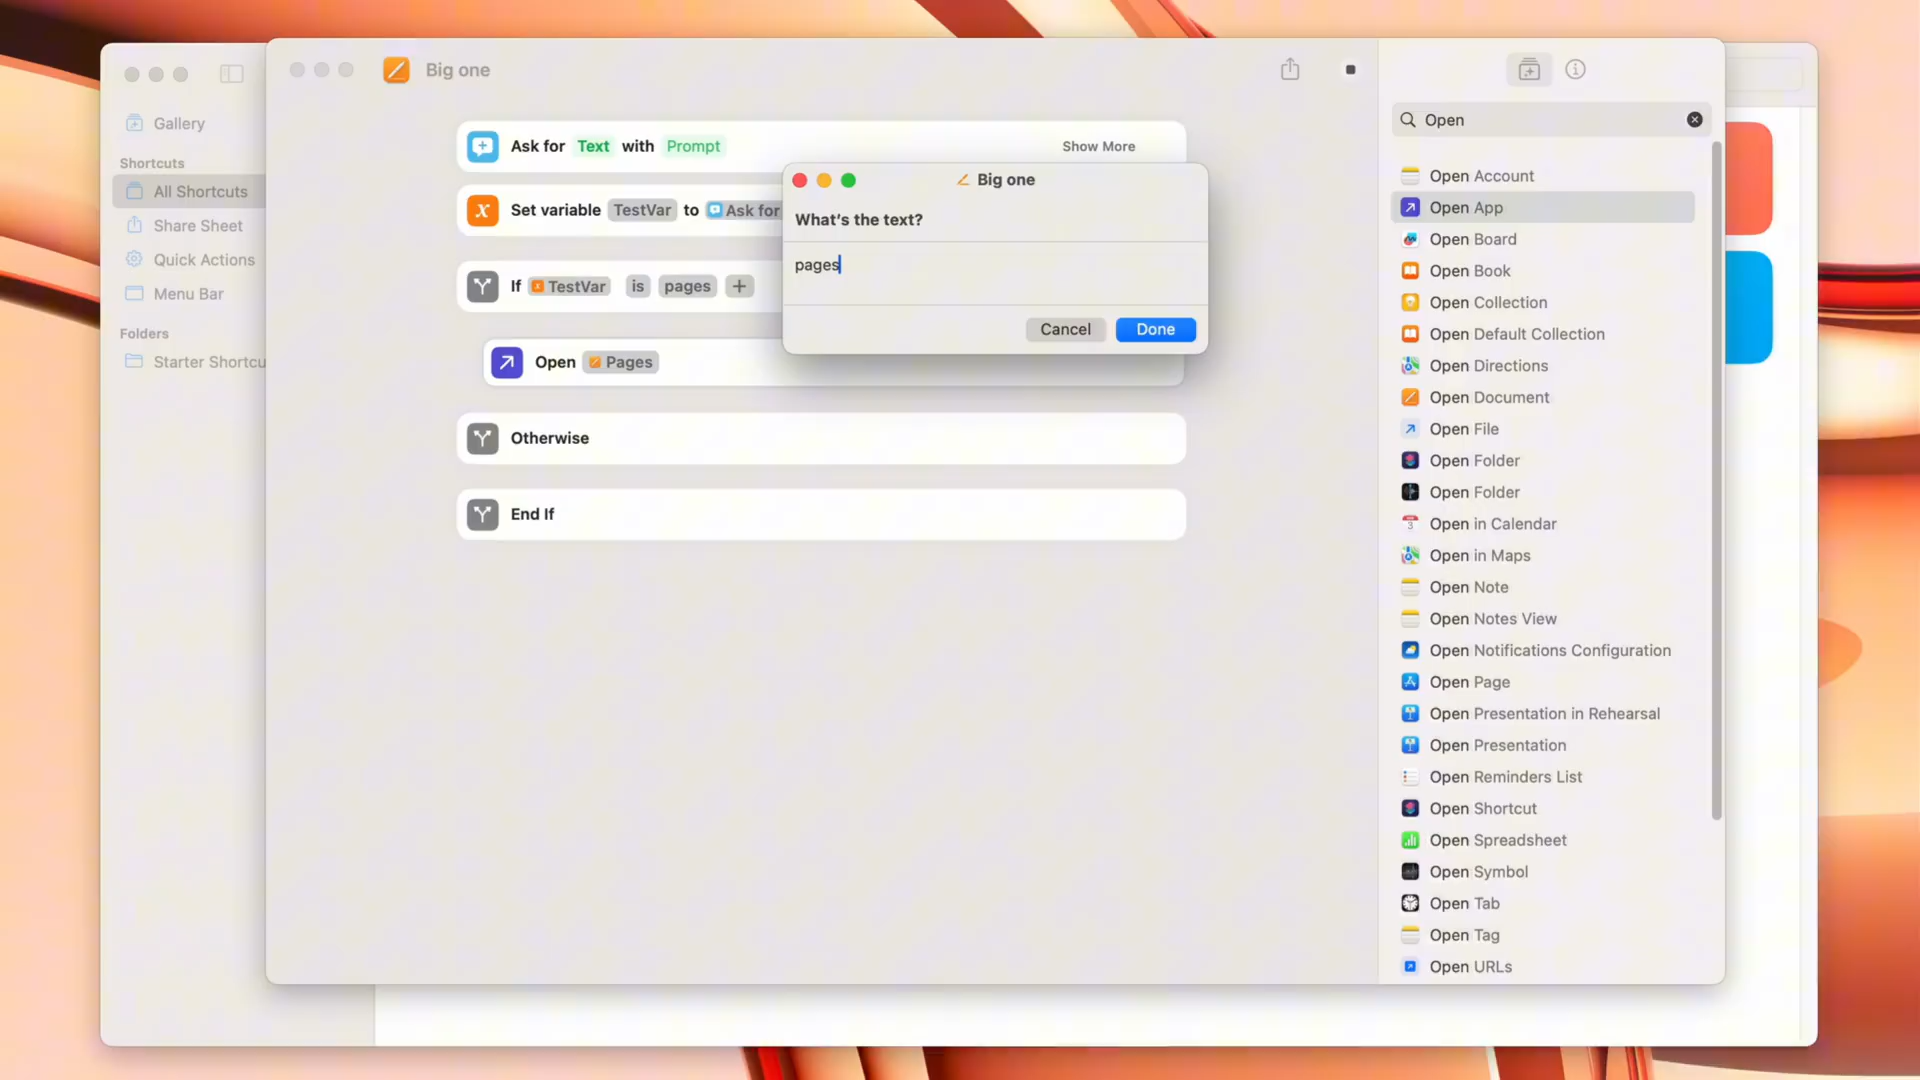 Gallery
Shortcuts
All Shortcuts
Share Sheet
Quick Actions
Menu Bar
Folders
Starter Shortcu
Big one
Ask for Text with Prompt
Show More
Set variable TestVar to Ask for
If TestVar is pages +
Open Pages
Otherwise
End If
Big one
What's the text?
pages
Cancel
Done
Open
Open Account
Open App
Open Board
Open Book
Open Collection
Open Default Collection
Open Directions
Open Document
Open File
Open Folder
Open Folder
Open in Calendar
Open in Maps
Open Note
Open Notes View
Open Notifications Configuration
Open Page
Open Presentation in Rehearsal
Open Presentation
Open Reminders List
Open Shortcut
Open Spreadsheet
Open Symbol
Open Tab
Open Tag
Open URLs